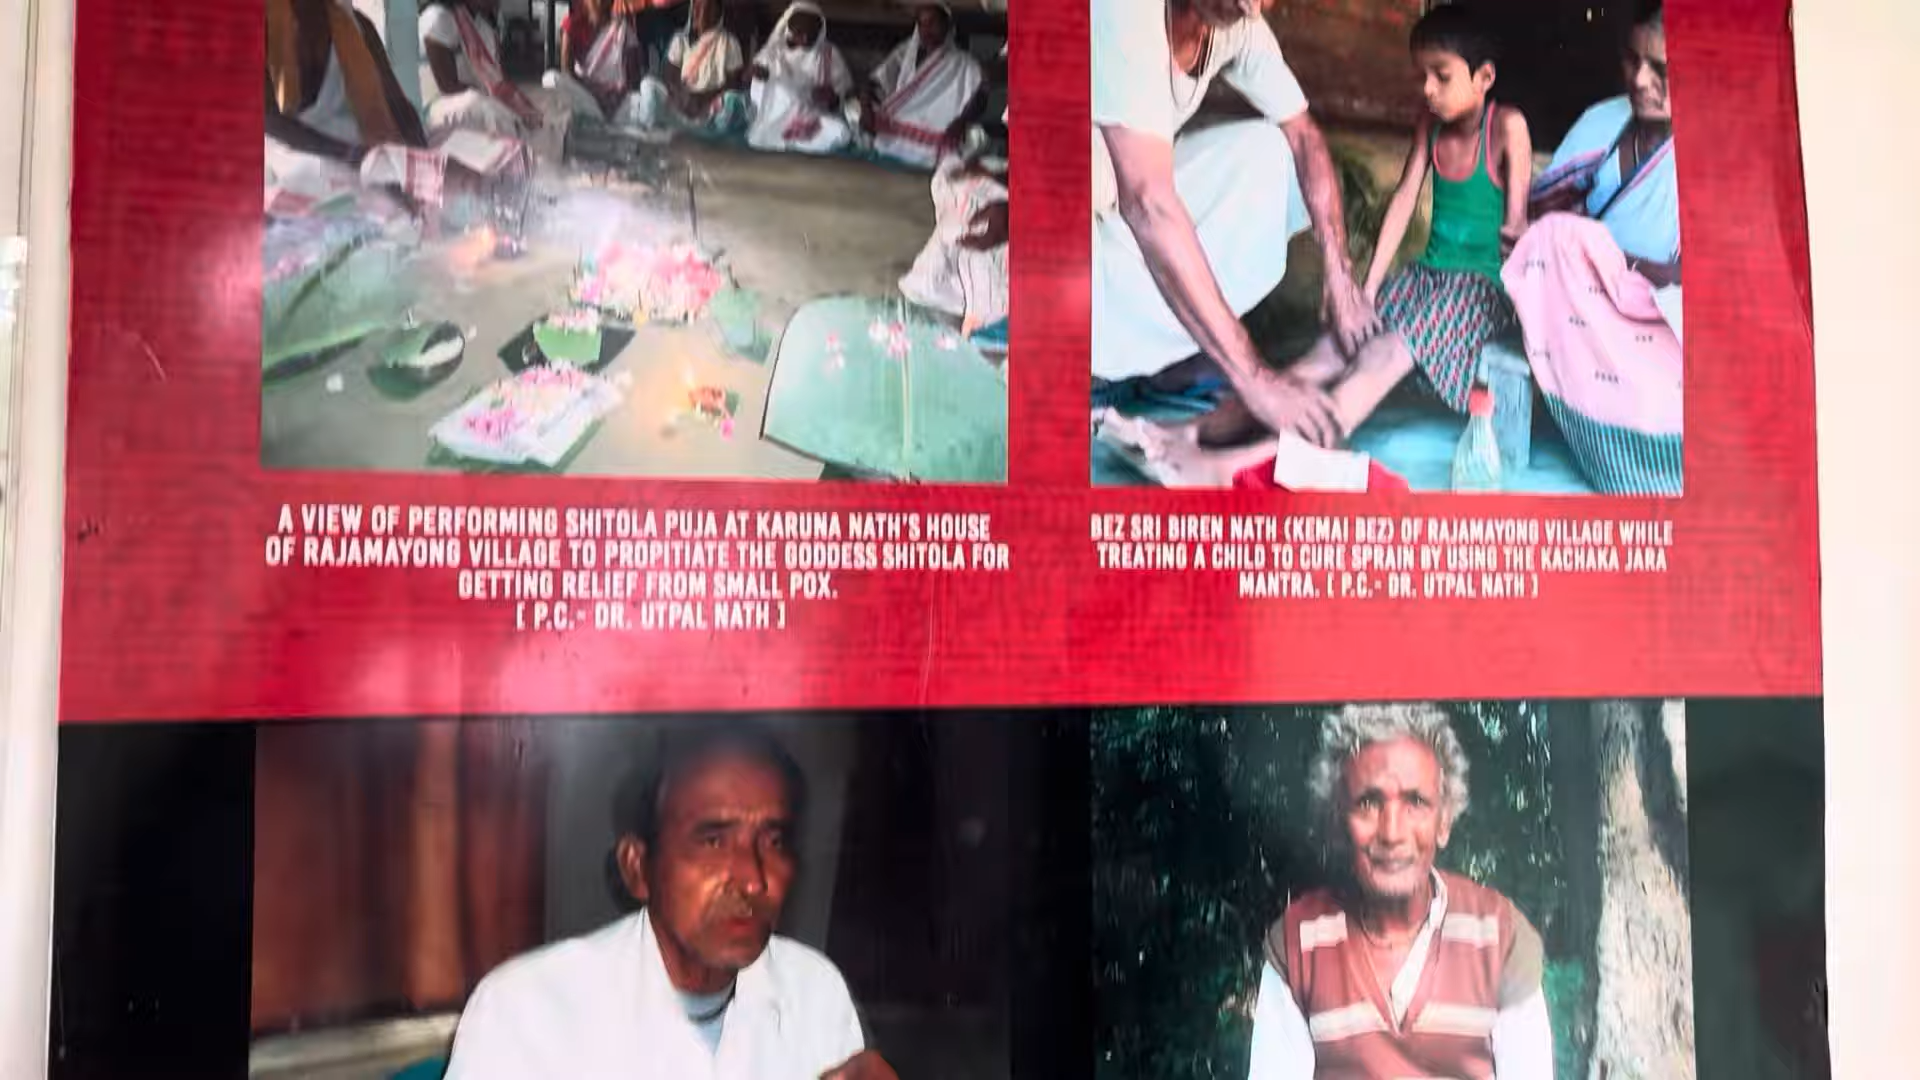 A VIEW OF PERFORMING SHITOLA PUJA AT KARUNA NATH'S HOUSE
OF RAJAMAYONG VILLAGE TO PROPITIATE THE GODDESS SHITOLA FOR
GETTING RELIEF FROM SMALL POX.
[ P.C.- DR. UTPAL NATH ]
BEZ SRI BIREN NATH (KEMAI BEZ) OF RAJAMAYONG VILLAGE WHILE
TREATING A CHILD TO CURE SPRAIN BY USING THE KACHAKA JARA
MANTRA. [ P.C.- DR. UTPAL NATH ]